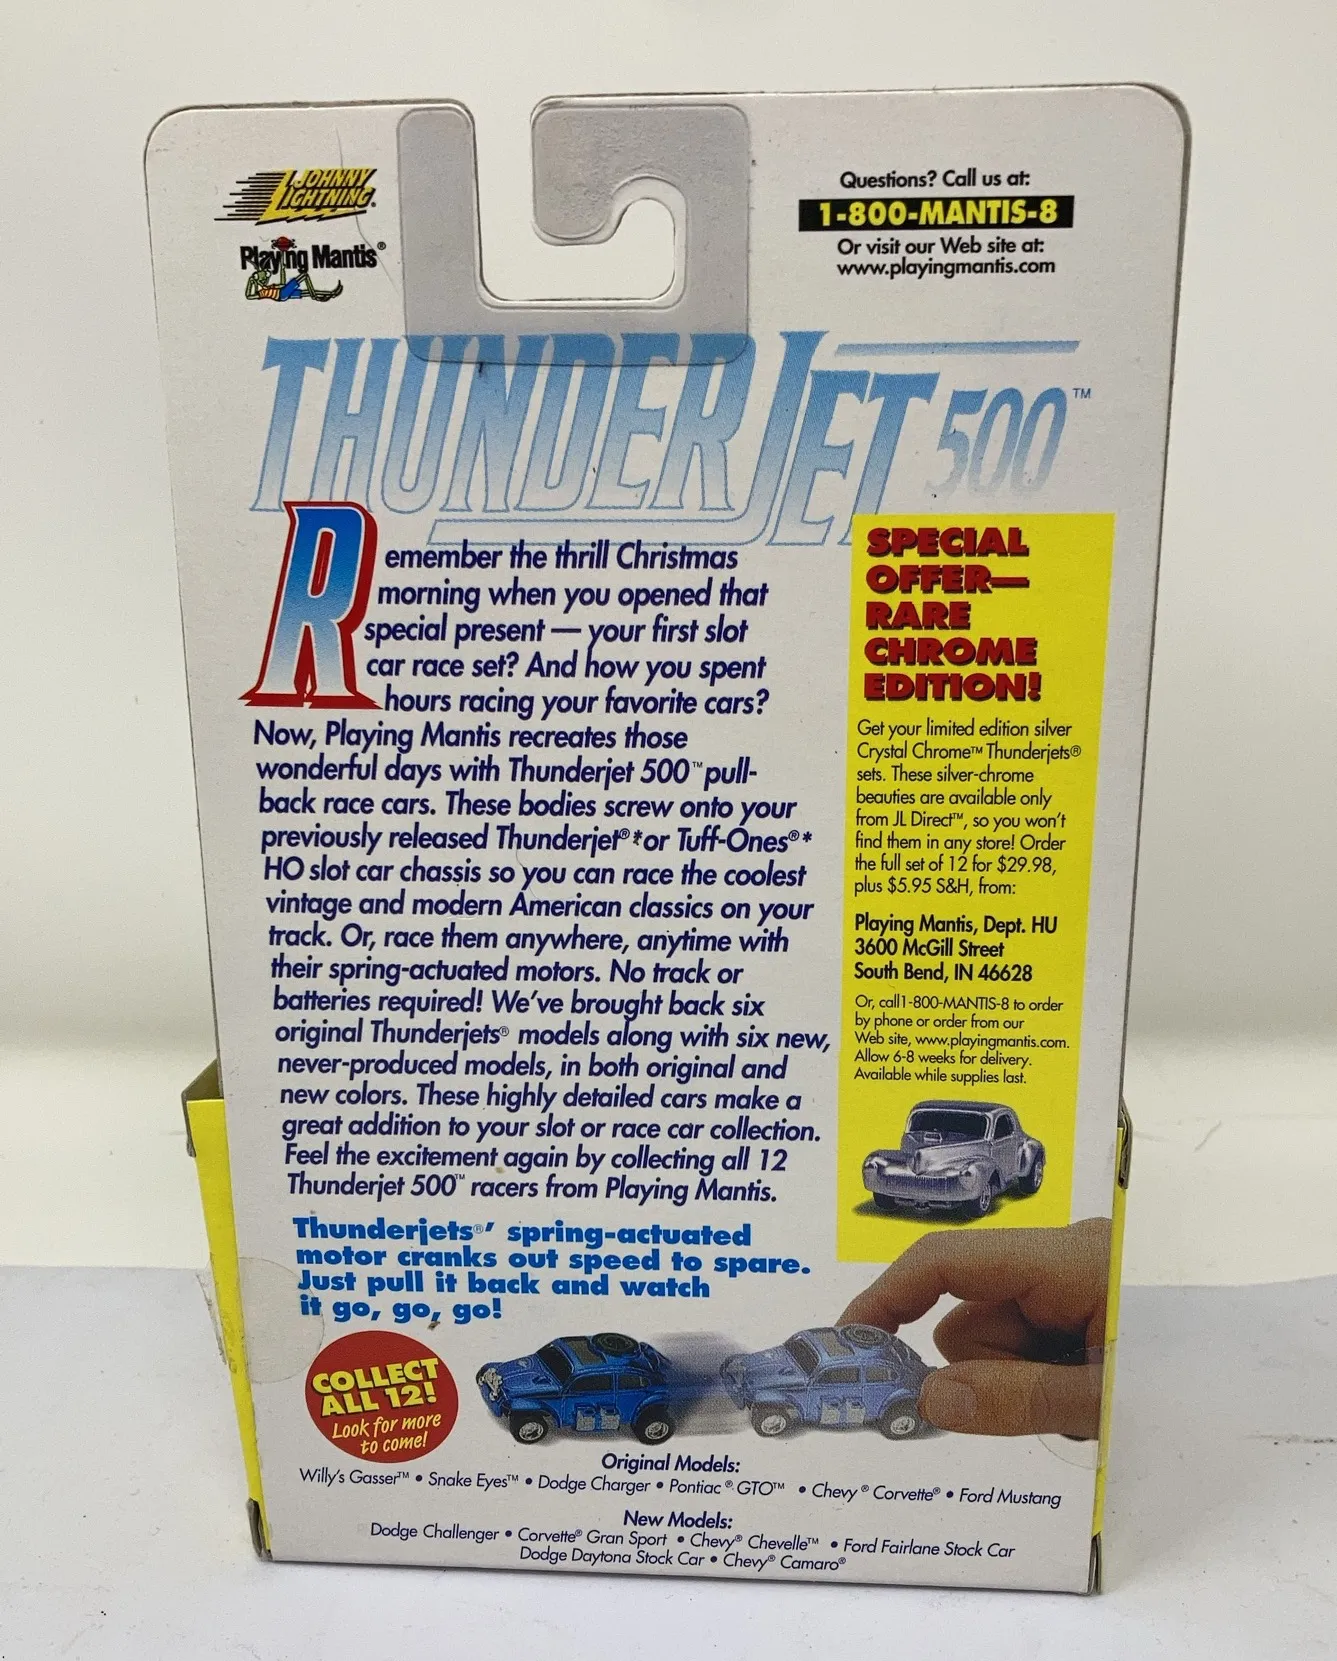 JOHNNY
LIGHTNING®
Playing Mantis®
Questions? Call us at:
1-800-MANTIS-8
Or visit our Web site at:
www.playingmantis.com
THUNDERJET 500™
Remember the thrill Christmas
morning when you opened that
special present — your first slot
car race set? And how you spent
hours racing your favorite cars?
Now, Playing Mantis recreates those
wonderful days with Thunderjet 500™ pull-
back race cars. These bodies screw onto your
previously released Thunderjet®* or Tuff-Ones®*
HO slot car chassis so you can race the coolest
vintage and modern American classics on your
track. Or, race them anywhere, anytime with
their spring-actuated motors. No track or
batteries required! We've brought back six
original Thunderjets® models along with six new,
never-produced models, in both original and
new colors. These highly detailed cars make a
great addition to your slot or race car collection.
Feel the excitement again by collecting all 12
Thunderjet 500™ racers from Playing Mantis.
Thunderjets®' spring-actuated
motor cranks out speed to spare.
Just pull it back and watch
it go, go, go!
SPECIAL
OFFER—
RARE
CHROME
EDITION!
Get your limited edition silver
Crystal Chrome™ Thunderjets®
sets. These silver-chrome
beauties are available only
from JL Direct™, so you won't
find them in any store! Order
the full set of 12 for $29.98,
plus $5.95 S&H, from:
Playing Mantis, Dept. HU
3600 McGill Street
South Bend, IN 46628
Or, call1-800-MANTIS-8 to order
by phone or order from our
Web site, www.playingmantis.com.
Allow 6-8 weeks for delivery.
Available while supplies last.
COLLECT
ALL 12!
Look for more
to come!
Original Models:
Willy's Gasser™ • Snake Eyes™ • Dodge Charger • Pontiac® GTO™ • Chevy® Corvette® • Ford Mustang
New Models:
Dodge Challenger • Corvette® Gran Sport • Chevy® Chevelle™ • Ford Fairlane Stock Car
Dodge Daytona Stock Car • Chevy® Camaro®